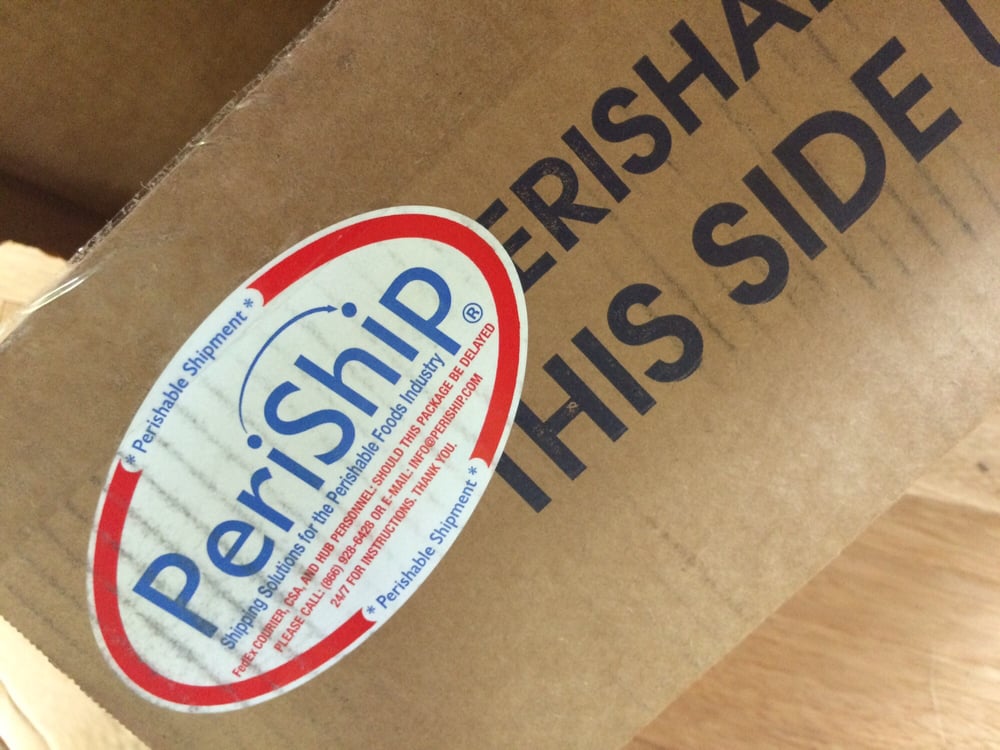 * Perishable Shipment *
PeriShip®
Shipping Solutions for the Perishable Foods Industry
FedEx COURIER, CSA, AND HUB PERSONNEL: SHOULD THIS PACKAGE BE DELAYED
PLEASE CALL: (866) 928-6428 OR E-MAIL: INFO@PERISHIP.COM
24/7 FOR INSTRUCTIONS. THANK YOU.
* Perishable Shipment *
ERISHA
THIS SIDE